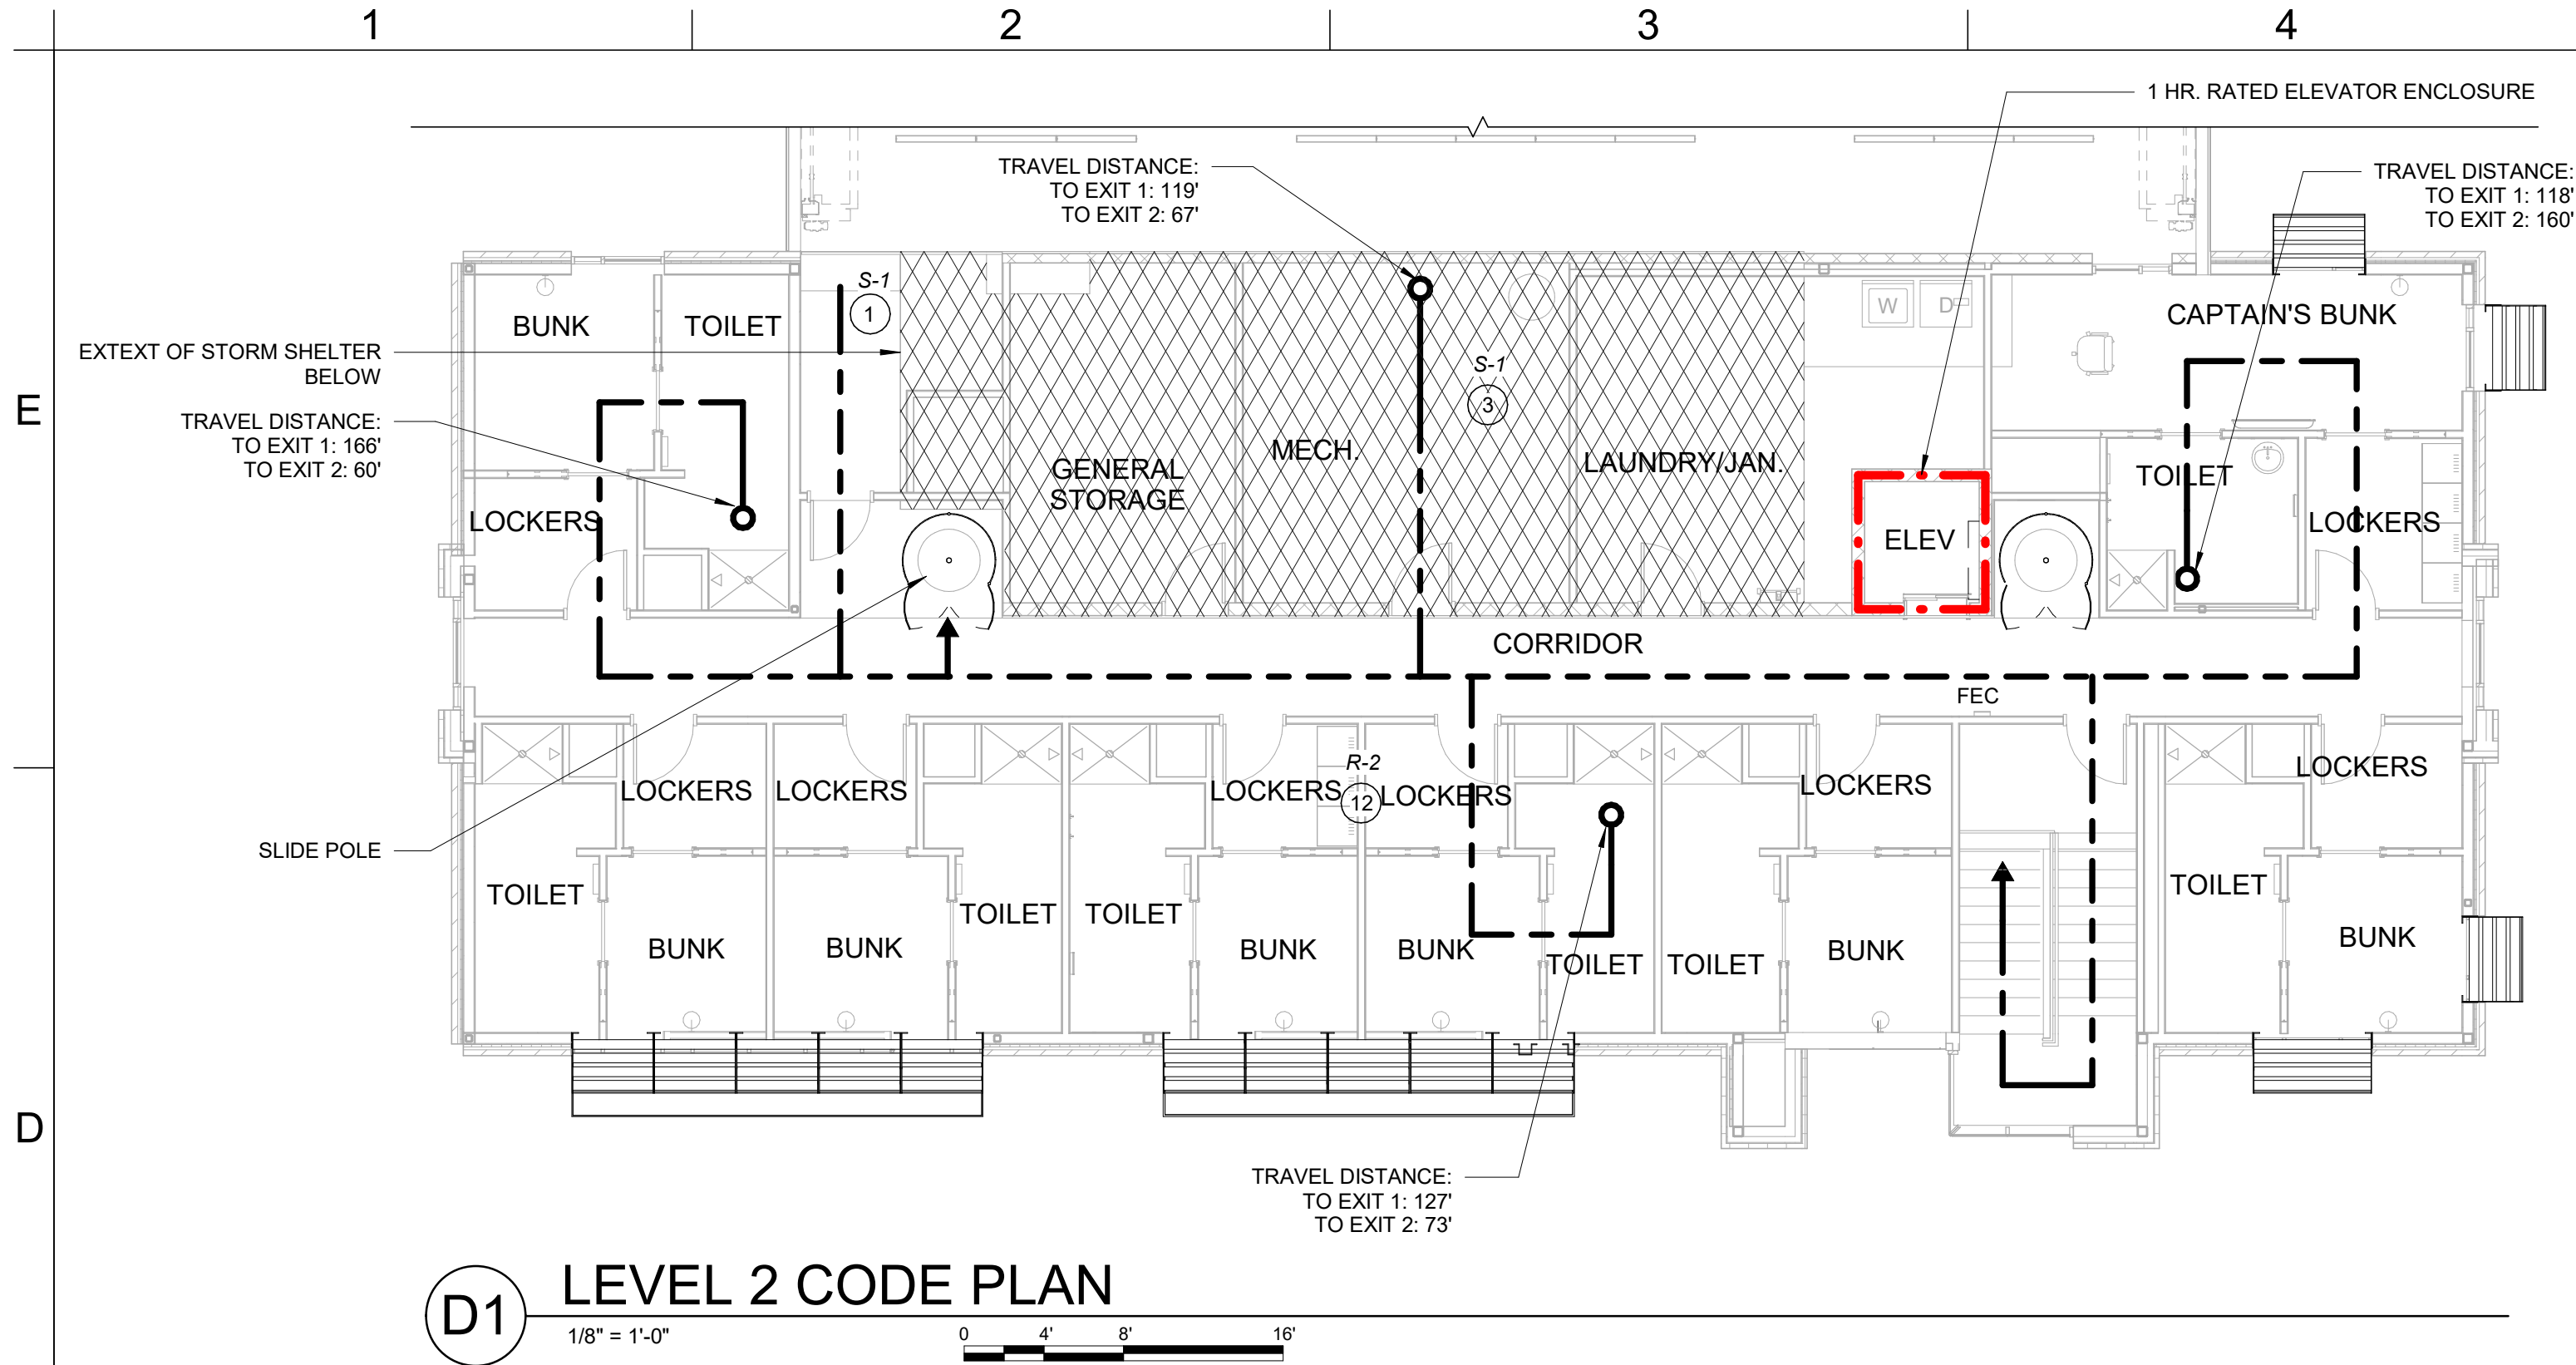 1
2
3
4
E
D
1 HR. RATED ELEVATOR ENCLOSURE
TRAVEL DISTANCE:
TO EXIT 1: 119'
TO EXIT 2: 67'
TRAVEL DISTANCE:
TO EXIT 1: 118'
TO EXIT 2: 160'
EXTEXT OF STORM SHELTER
BELOW
TRAVEL DISTANCE:
TO EXIT 1: 166'
TO EXIT 2: 60'
SLIDE POLE
BUNK
TOILET
S-1
1
GENERAL
STORAGE
MECH.
S-1
3
LAUNDRY/JAN.
W
D
ELEV
CAPTAIN'S BUNK
TOILET
LOCKERS
LOCKERS
CORRIDOR
FEC
LOCKERS
LOCKERS
LOCKERS
R-2
12
LOCKERS
LOCKERS
LOCKERS
TOILET
BUNK
BUNK
TOILET
TOILET
BUNK
BUNK
TOILET
TOILET
BUNK
TOILET
BUNK
TRAVEL DISTANCE:
TO EXIT 1: 127'
TO EXIT 2: 73'
D1
LEVEL 2 CODE PLAN
1/8" = 1'-0"
0 4' 8' 16'